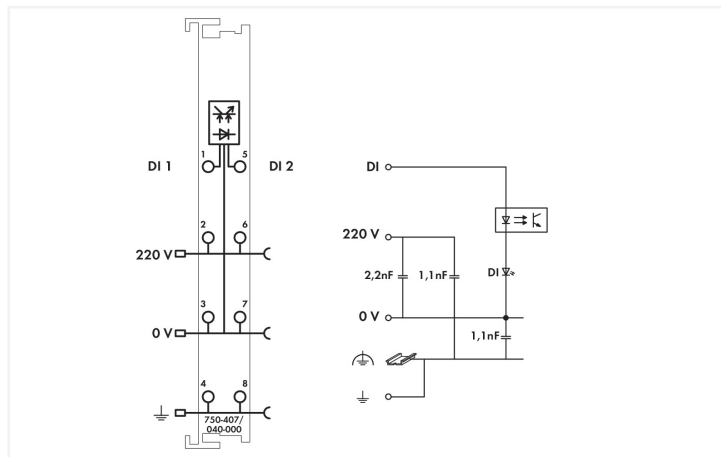 1
5
DI 1
DI 2
2
6
220 V
3
7
0 V
4
8
750-407/
040-000
DI
220 V
2,2nF
1,1nF
DI
0 V
1,1nF